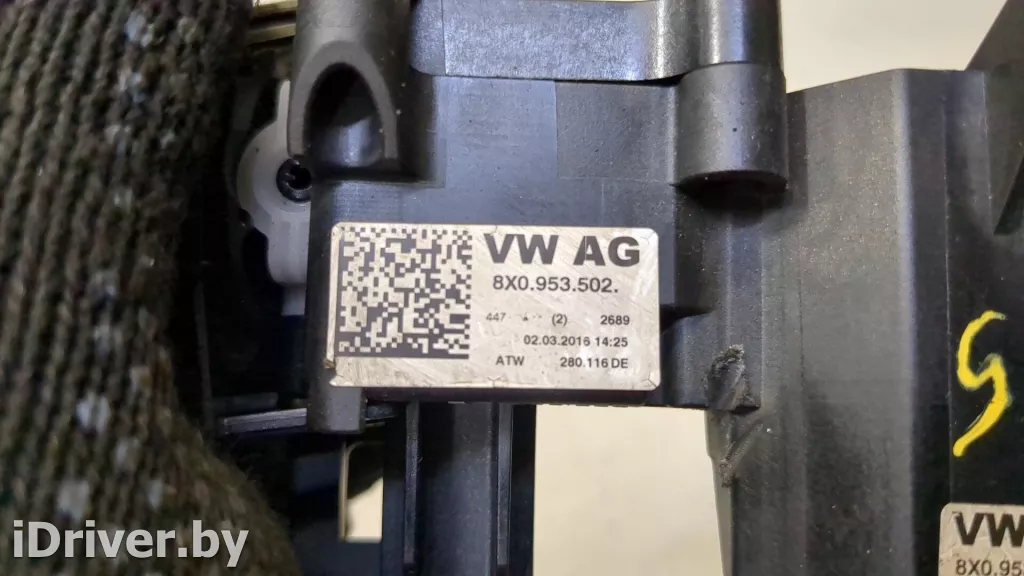 VW AG
8X0.953.502.
447 (2) 2689
02.03.2016 14:25
ATW 280.116 DE
5
VW
8X0.95
iDriver.by